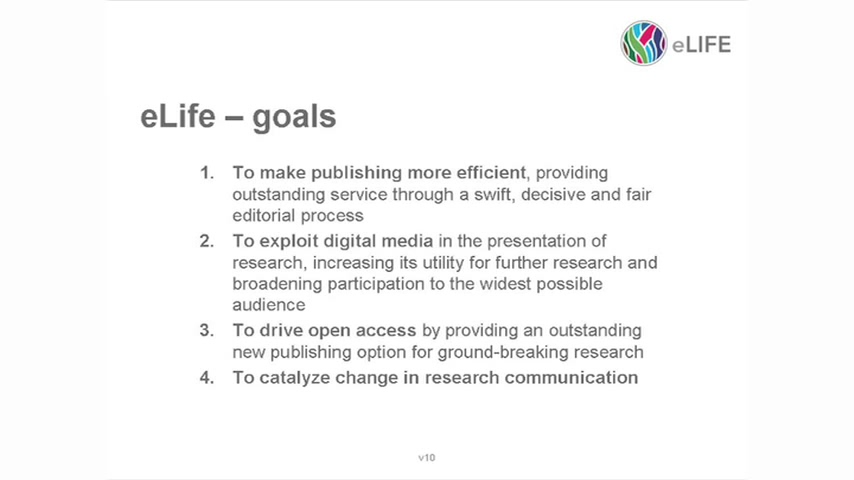 eLIFE
eLife – goals
1. To make publishing more efficient, providing
outstanding service through a swift, decisive and fair
editorial process
2. To exploit digital media in the presentation of
research, increasing its utility for further research and
broadening participation to the widest possible
audience
3. To drive open access by providing an outstanding
new publishing option for ground-breaking research
4. To catalyze change in research communication
v10